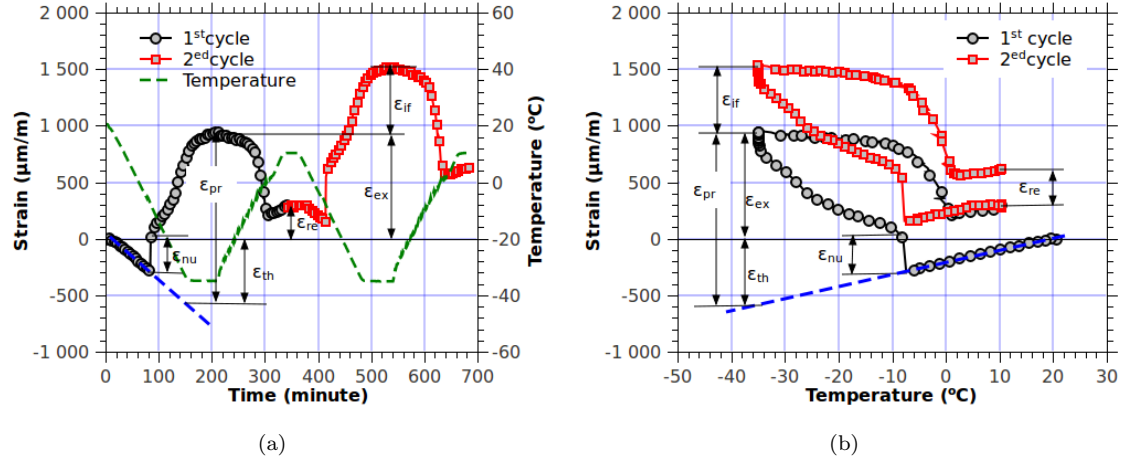 2 000
1 500
1 000
500
0
-500
-1 000
Strain (µm/m)
60
40
20
0
-20
-40
-60
Temperature (ºC)
0 100 200 300 400 500 600 700
Time (minute)
1st cycle
2ed cycle
Temperature
εif
εpr
εex
εre
εnu
εth
(a)
2 000
1 500
1 000
500
0
-500
-1 000
Strain (µm/m)
-50 -40 -30 -20 -10 0 10 20 30
Temperature (ºC)
1st cycle
2ed cycle
εif
εpr
εex
εre
εnu
εth
(b)